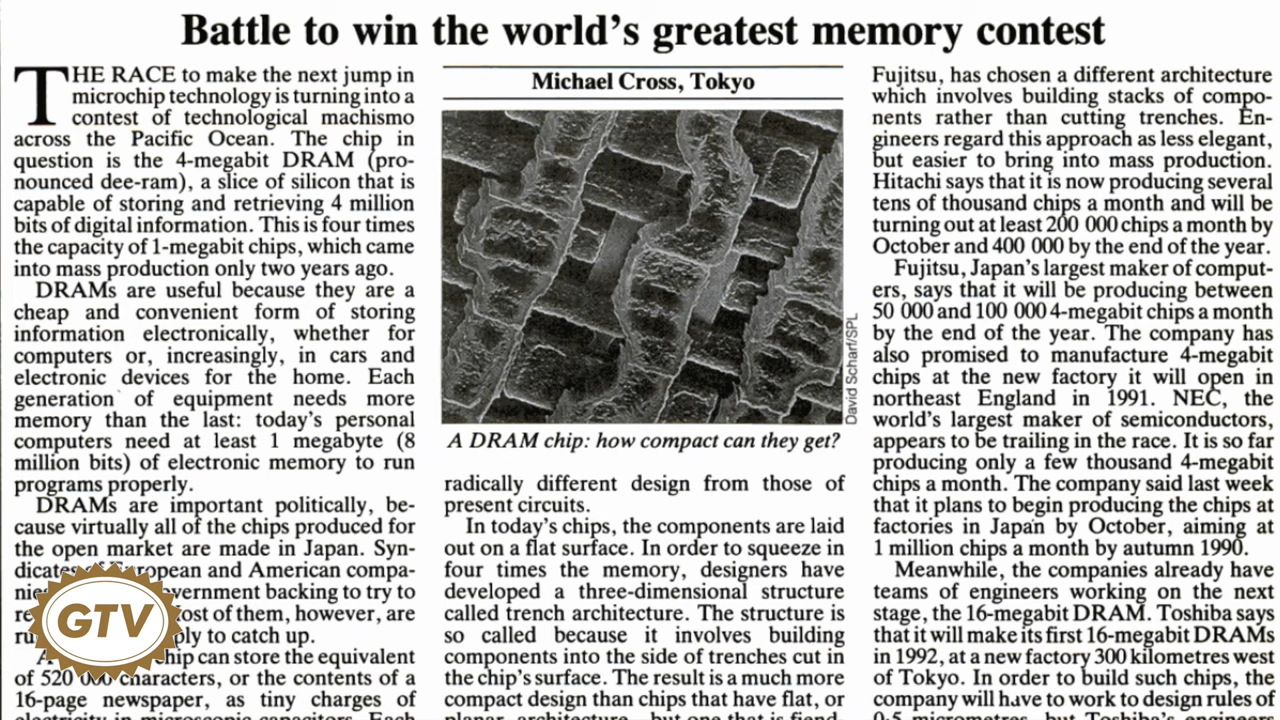 Battle to win the world's greatest memory contest
THE RACE to make the next jump in
microchip technology is turning into a
contest of technological machismo
across the Pacific Ocean. The chip in
question is the 4-megabit DRAM (pro-
nounced dee-ram), a slice of silicon that is
capable of storing and retrieving 4 million
bits of digital information. This is four times
the capacity of 1-megabit chips, which came
into mass production only two years ago.
DRAMs are useful because they are a
cheap and convenient form of storing
information electronically, whether for
computers or, increasingly, in cars and
electronic devices for the home. Each
generation of equipment needs more
memory than the last: today's personal
computers need at least 1 megabyte (8
million bits) of electronic memory to run
programs properly.
DRAMs are important politically, be-
cause virtually all of the chips produced for
the open market are made in Japan. Syn-
dicates of European and American compa-
vernment backing to try to
ost of them, however, are
ply to catch up.
chip can store the equivalent
of 520 000 characters, or the contents of a
16-page newspaper, as tiny charges of
electricity in microscopic capacitors. Each
GTV
Michael Cross, Tokyo
David Scharf/SPL
A DRAM chip: how compact can they get?
radically different design from those of
present circuits.
In today's chips, the components are laid
out on a flat surface. In order to squeeze in
four times the memory, designers have
developed a three-dimensional structure
called trench architecture. The structure is
so called because it involves building
components into the side of trenches cut in
the chip's surface. The result is a much more
compact design than chips that have flat, or
planar, architecture—but one that is fiend-
Fujitsu, has chosen a different architecture
which involves building stacks of compo-
nents rather than cutting trenches. En-
gineers regard this approach as less elegant,
but easier to bring into mass production.
Hitachi says that it is now producing several
tens of thousand chips a month and will be
turning out at least 200 000 chips a month by
October and 400 000 by the end of the year.
Fujitsu, Japan's largest maker of comput-
ers, says that it will be producing between
50 000 and 100 000 4-megabit chips a month
by the end of the year. The company has
also promised to manufacture 4-megabit
chips at the new factory it will open in
northeast England in 1991. NEC, the
world's largest maker of semiconductors,
appears to be trailing in the race. It is so far
producing only a few thousand 4-megabit
chips a month. The company said last week
that it plans to begin producing the chips at
factories in Japan by October, aiming at
1 million chips a month by autumn 1990.
Meanwhile, the companies already have
teams of engineers working on the next
stage, the 16-megabit DRAM. Toshiba says
that it will make its first 16-megabit DRAMs
in 1992, at a new factory 300 kilometres west
of Tokyo. In order to build such chips, the
company will have to work to design rules of
0·5 micrometres, but Toshiba's engineers